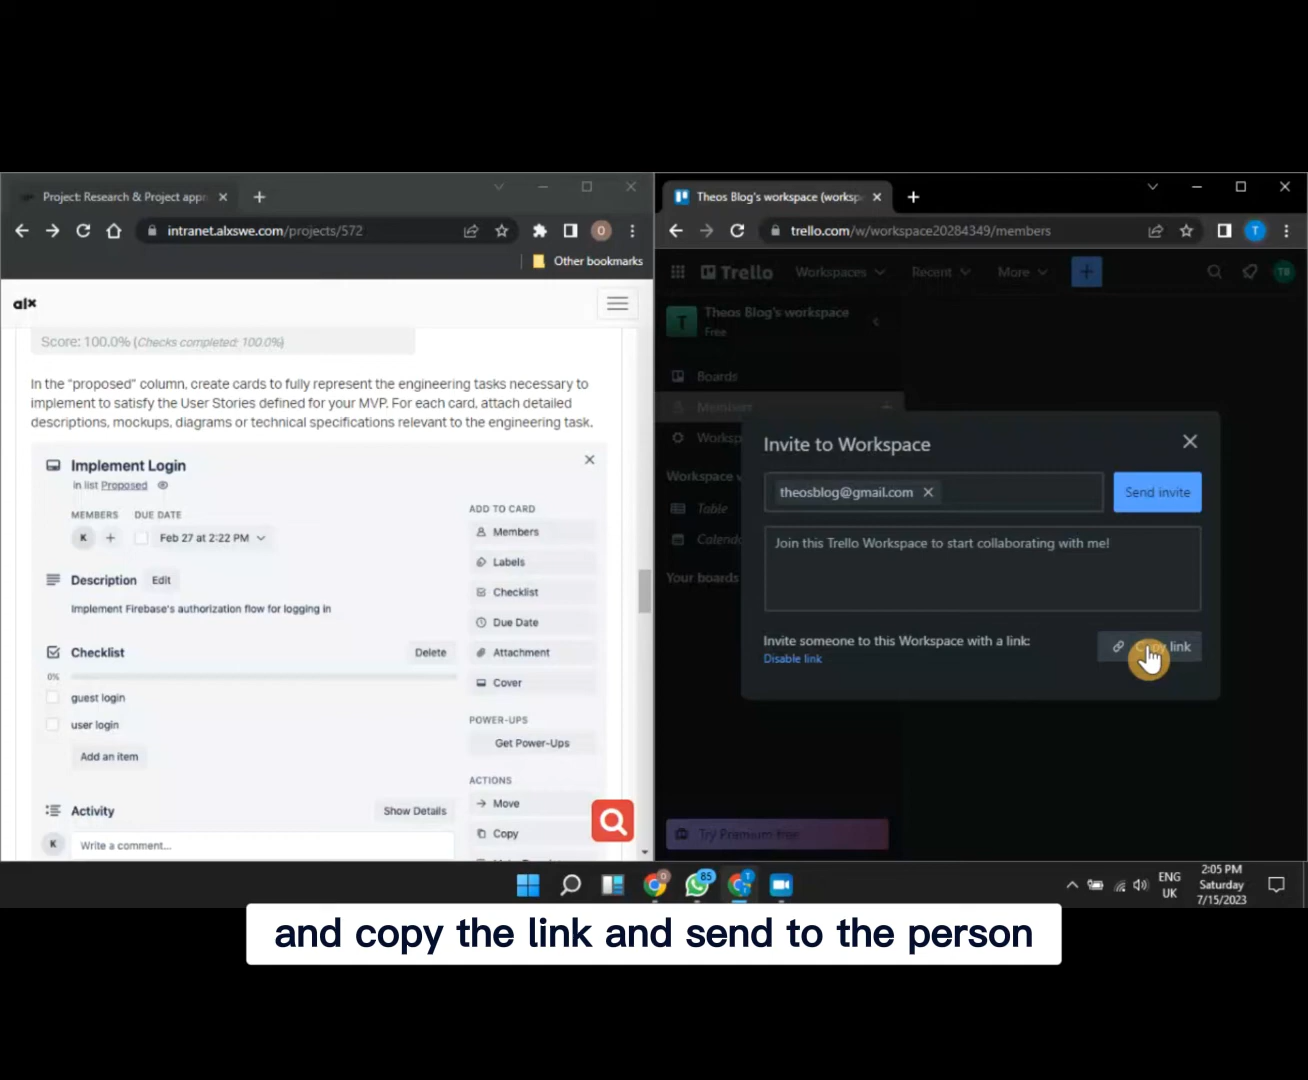 Project: Research & Project appr
intranet.alxswe.com/projects/572
O
Other bookmarks
alx
Score: 100.0% (Checks completed: 100.0%)
In the "proposed" column, create cards to fully represent the engineering tasks necessary to
implement to satisfy the User Stories defined for your MVP. For each card, attach detailed
descriptions, mockups, diagrams or technical specifications relevant to the engineering task.
Implement Login
in list Proposed
MEMBERS DUE DATE
K + Feb 27 at 2:22 PM
Description Edit
Implement Firebase's authorization flow for logging in
Checklist Delete
0%
guest login
user login
Add an item
Activity Show Details
K Write a comment...
ADD TO CARD
Members
Labels
Checklist
Due Date
Attachment
Cover
POWER-UPS
Get Power-Ups
ACTIONS
Move
Copy
Theos Blog's workspace (worksp
trello.com/w/workspace20284349/members
T
Trello Workspaces Recent More
TB
T Theos Blog's workspace
Free
Boards
Members
Worksp
Workspace v
Table
Calenda
Your boards
Try Premium free
Invite to Workspace
theosblog@gmail.com
Send invite
Join this Trello Workspace to start collaborating with me!
Invite someone to this Workspace with a link:
Disable link
Copy link
85
ENG
UK
2:05 PM
Saturday
7/15/2023
and copy the link and send to the person